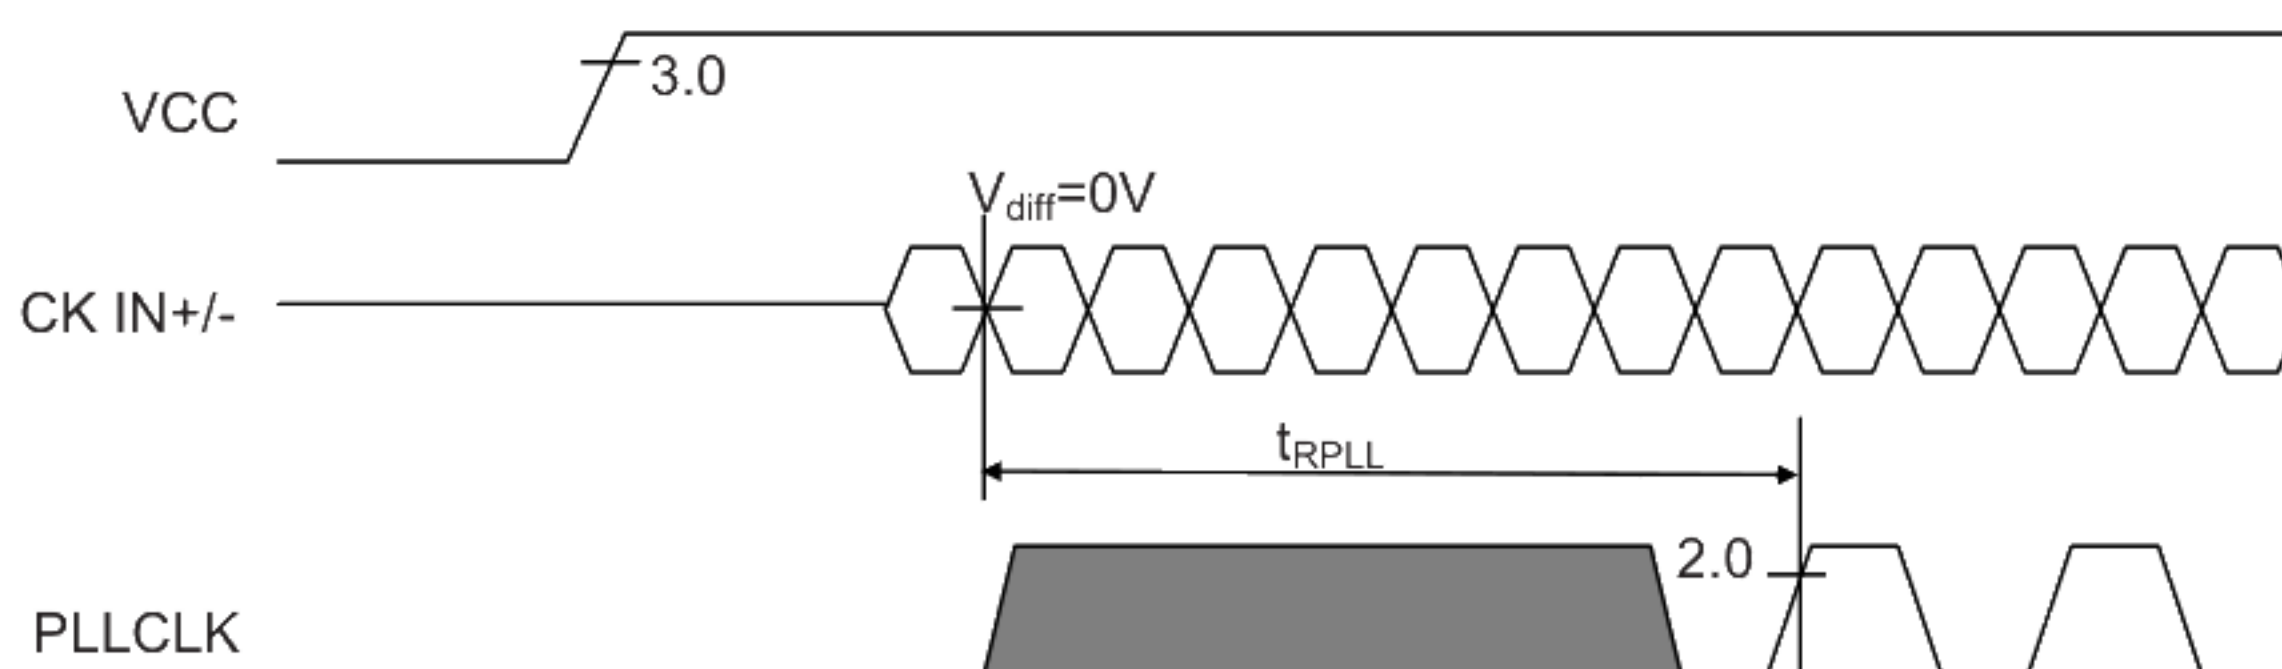 3.0
VCC
Vdiff=0V
CK IN+/-
tRPLL
2.0
PLLCLK